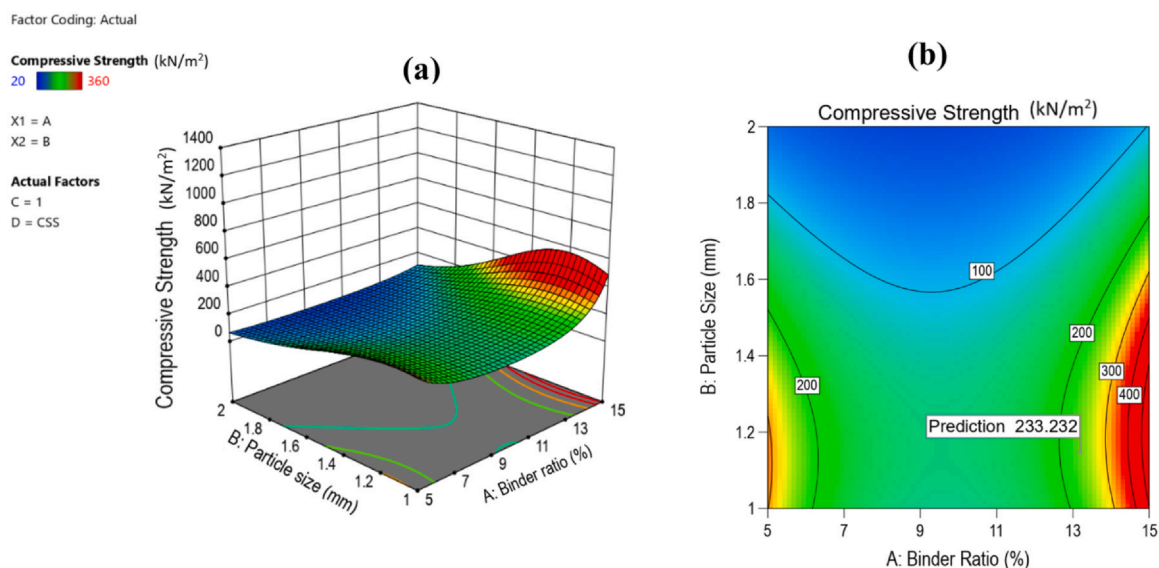 Factor Coding: Actual
Compressive Strength (kN/m²)
20 360
X1 = A
X2 = B
Actual Factors
C = 1
D = CSS
(a)
1400
1200
1000
800
600
400
200
0
Compressive Strength (kN/m²)
2
1.8
1.6
1.4
1.2
1
B: Particle size (mm)
5
7
9
11
13
15
A: Binder ratio (%)
(b)
Compressive Strength (kN/m²)
2
1.8
1.6
1.4
1.2
1
B: Particle Size (mm)
100
200
200
300
400
Prediction 233.232
5 7 9 11 13 15
A: Binder Ratio (%)